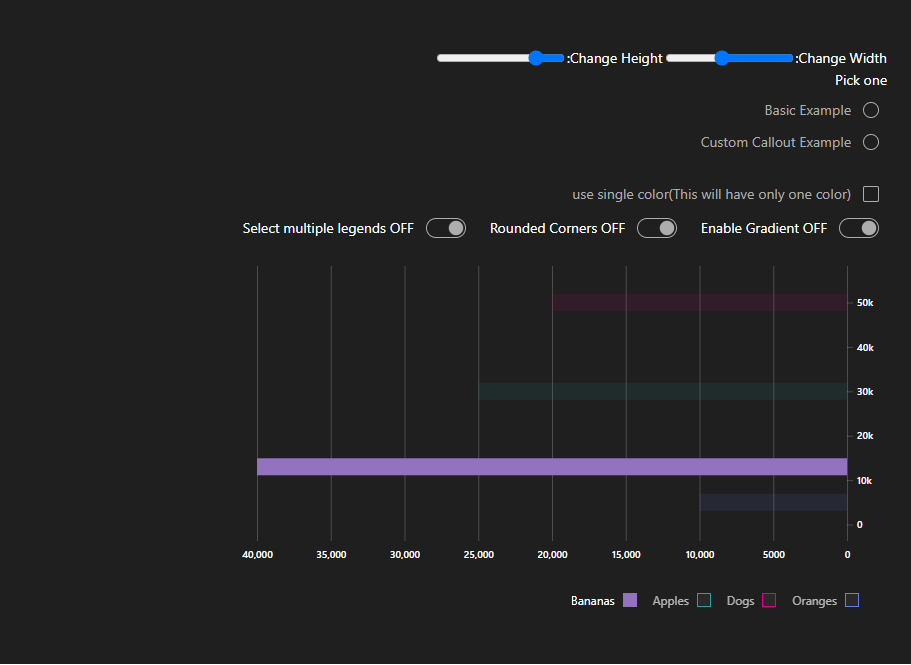 :Change Height :Change Width
Pick one
Basic Example
Custom Callout Example
use single color(This will have only one color)
Select multiple legends OFF Rounded Corners OFF Enable Gradient OFF
50k
40k
30k
20k
10k
0
40,000 35,000 30,000 25,000 20,000 15,000 10,000 5000 0
Bananas Apples Dogs Oranges